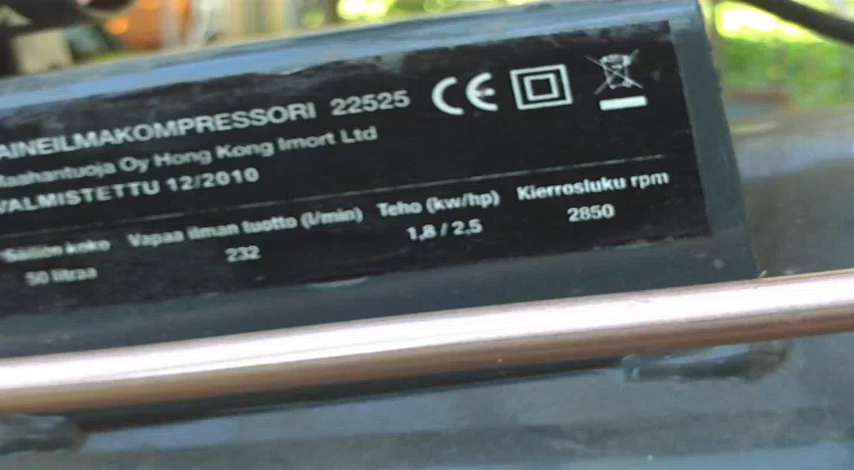 AINEILMAKOMPRESSORI 22525 CE
Maahantuoja Oy Hong Kong Imort Ltd
VALMISTETTU 12/2010
Säiliön koko Vapaa ilman tuotto (l/min) Teho (kw/hp) Kierrosluku rpm
50 litraa 232 1,8 / 2,5 2850